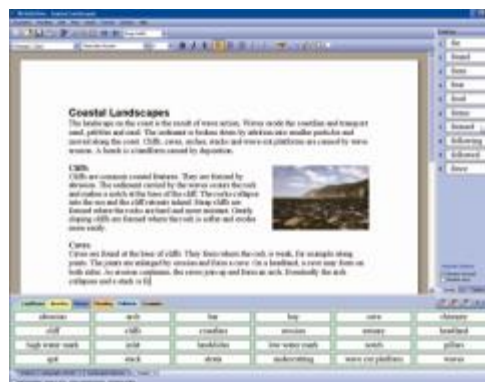 Coastal Landscapes
The landscape on the coast is the result of wave action. Waves erode the coastline and transport
sand, pebbles and mud. The sediment is broken down by attrition into smaller particles and
moved along the coast. Cliffs, caves, arches, stacks and wave cut platforms are caused by wave
erosion. A beach is a landform caused by deposition.
Cliffs
Cliffs are common coastal features. They are formed by
abrasion. The sediment carried by the waves erodes the rock
and makes a notch at the base of the cliff. The rocks collapse
into the sea and the cliff retreats inland. Steep cliffs are
formed where the rocks are hard and more resistant. Gently
sloping cliffs are formed where the rock is softer and erodes
more easily.
Caves
Caves are found at the base of cliffs. They form where the rock is weak, for example along
joints. The joints are enlarged by erosion and form a cave. On a headland, a cave may form on
both sides. As erosion continues, the caves join up and form an arch. Eventually the arch
collapses and a stack is f
for
found
form
four
food
forms
forward
following
followed
force
abrasion arch bar bay cave chimney
cliff cliffs coastline erosion estuary headland
high water mark inlet landslides low water mark notch pillars
spit stack strata undercutting wave cut platform waves